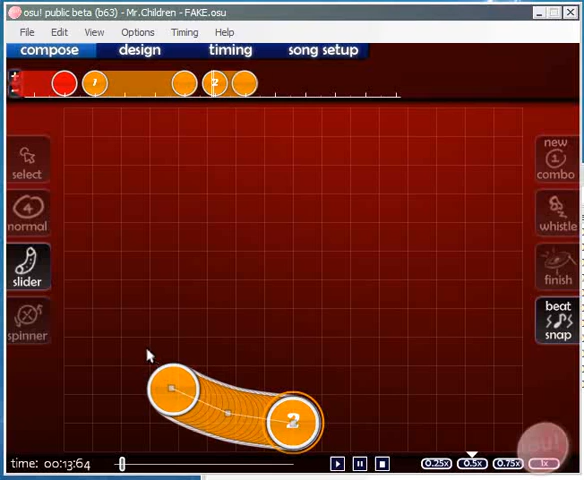 osu! public beta (b63) - Mr.Children - FAKE.osu
File Edit View Options Timing Help
compose design timing song setup
1 2
select
4
normal
slider
spinner
new
1
combo
whistle
finish
beat
snap
2
time: 00:13:64
0.25x 0.5x 0.75x 1x
osu!